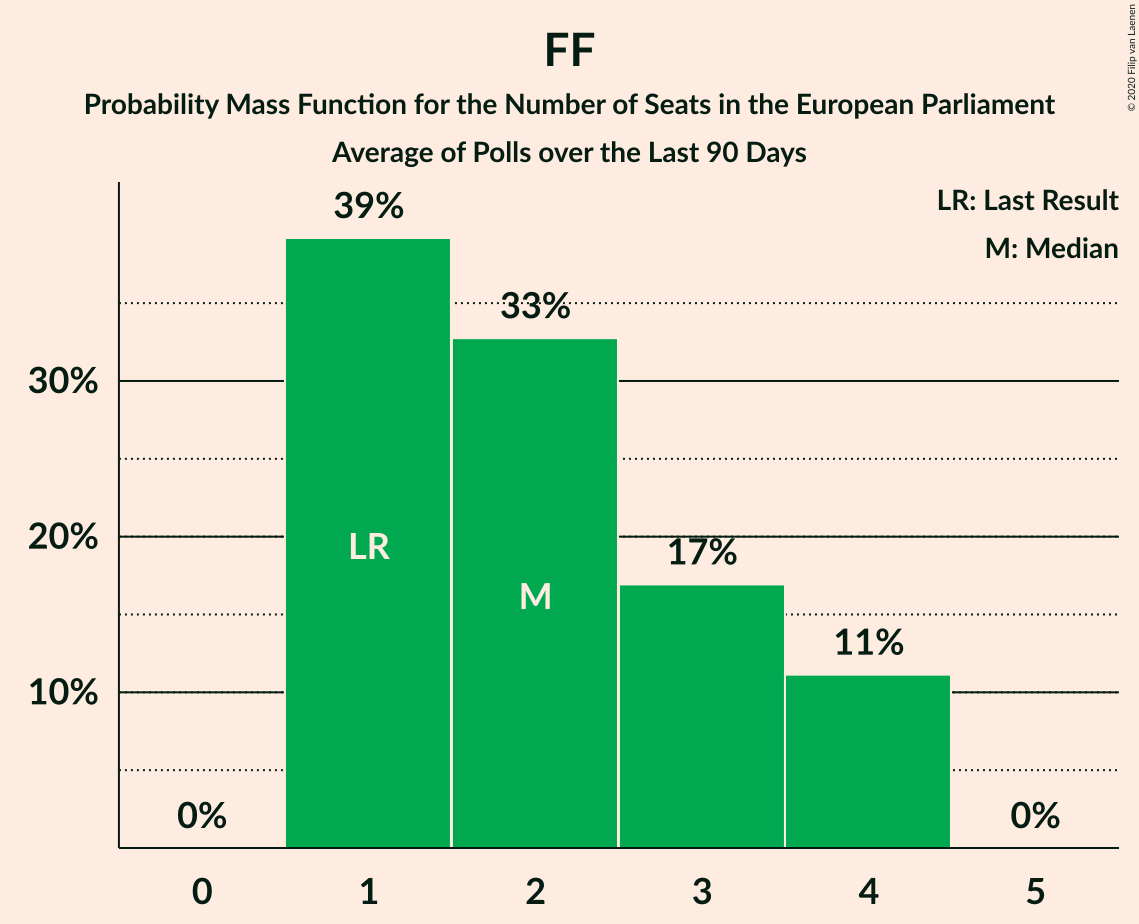 FF
Probability Mass Function for the Number of Seats in the European Parliament
Average of Polls over the Last 90 Days
© 2020 Filip van Laenen
LR: Last Result
M: Median
39%
33%
30%
20%
LR
17%
M
11%
10%
0%
0%
0 1 2 3 4 5